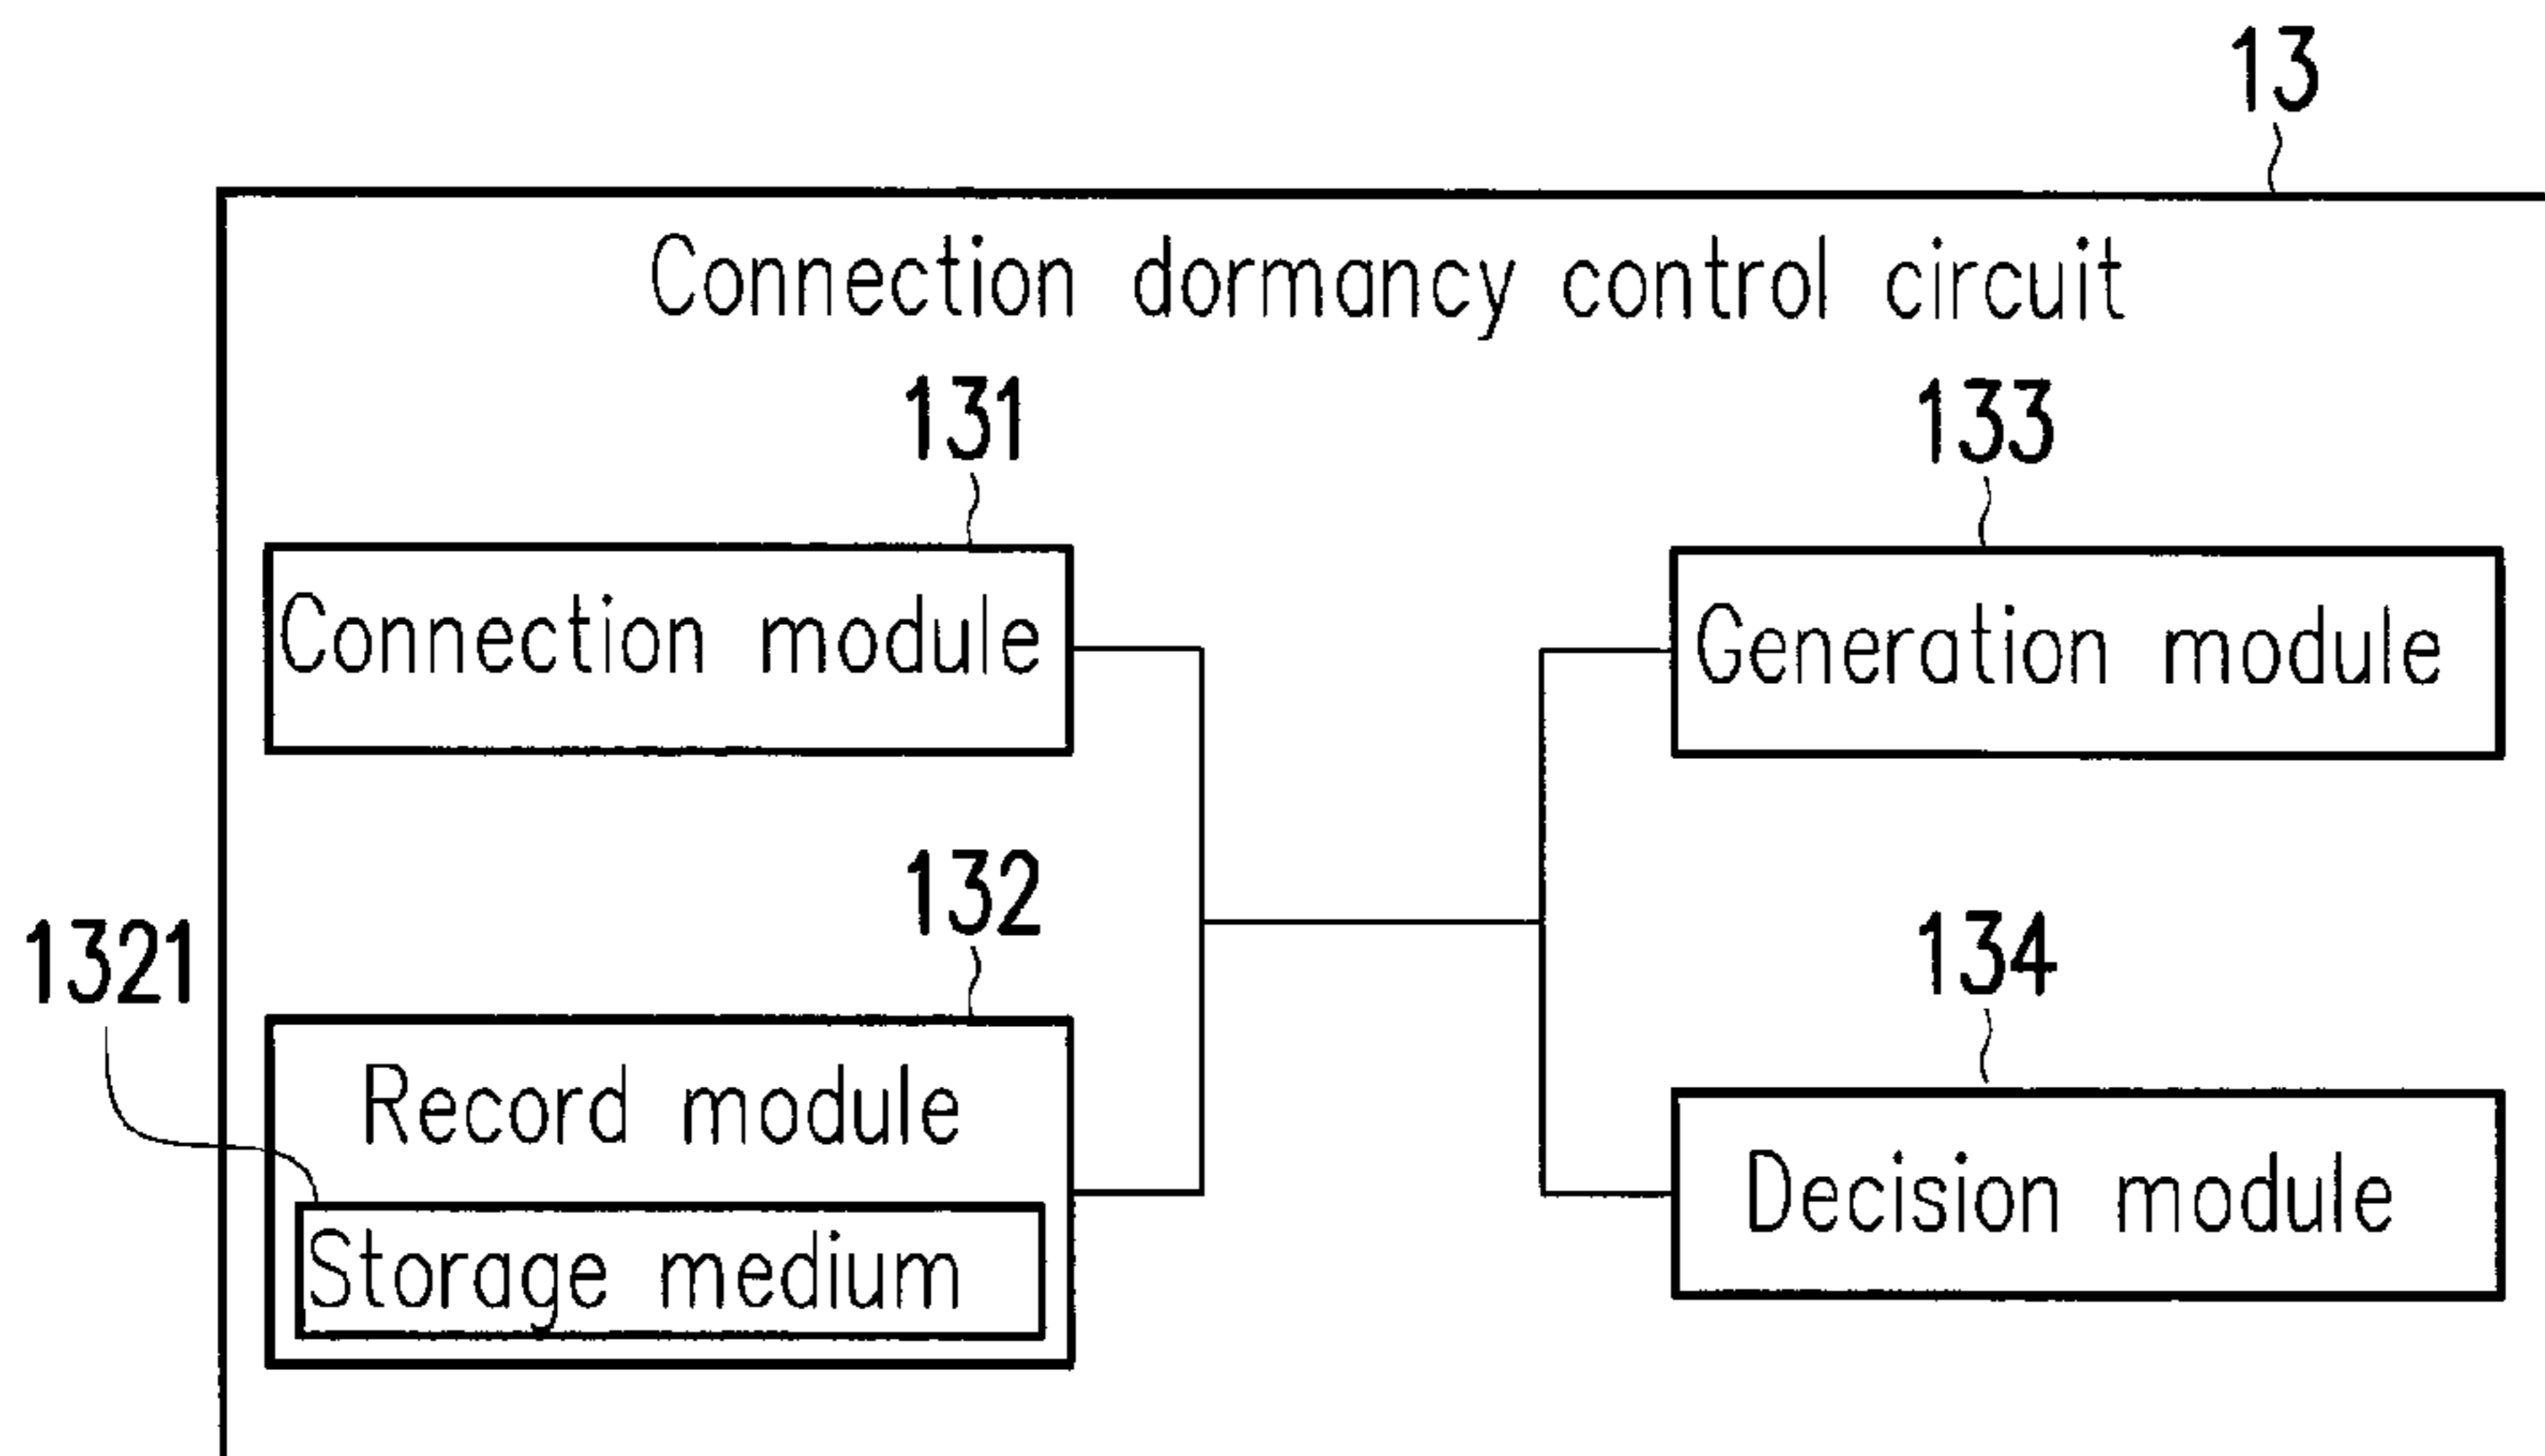 13
Connection dormancy control circuit
131
133
Connection module
Generation module
132
1321
134
Record module
Decision module
Storage medium